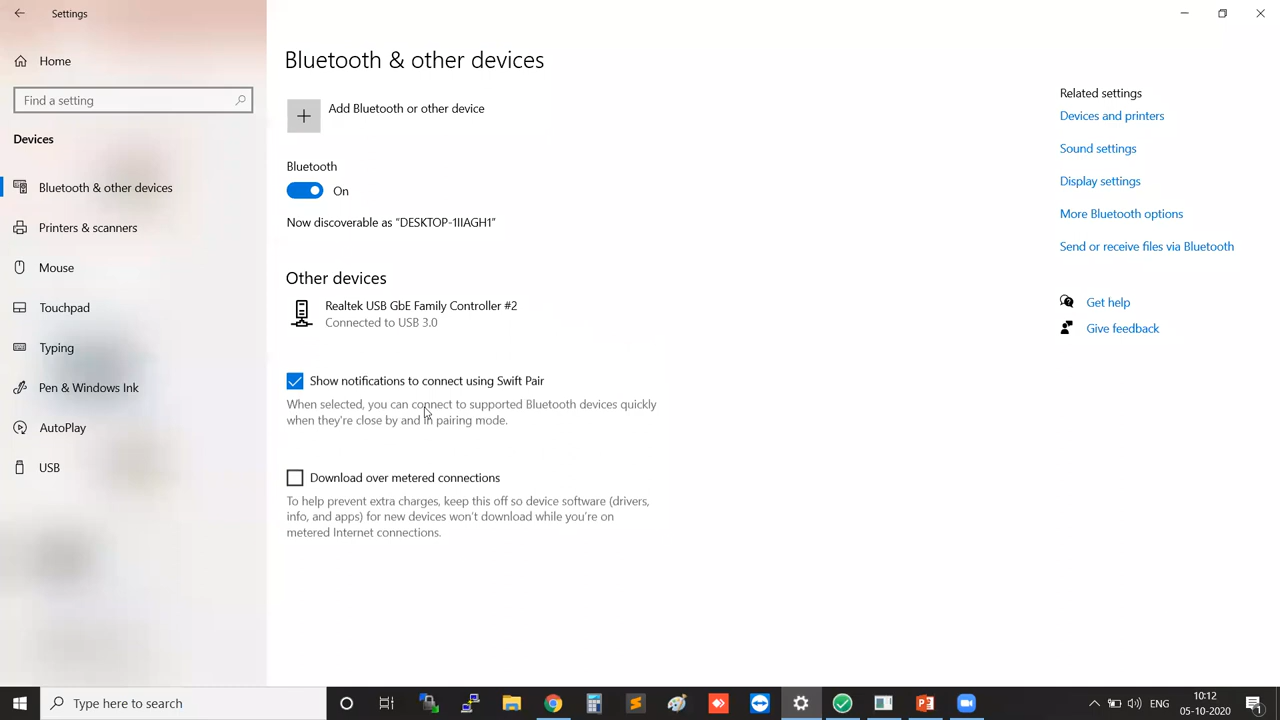 Settings
Home
Find a setting
Devices
Bluetooth & other devices
Printers & scanners
Mouse
Touchpad
Typing
Pen & Windows Ink
AutoPlay
USB
Bluetooth & other devices
Add Bluetooth or other device
Bluetooth
On
Now discoverable as “DESKTOP-1IIAGH1”
Other devices
Realtek USB GbE Family Controller #2
Connected to USB 3.0
Show notifications to connect using Swift Pair
When selected, you can connect to supported Bluetooth devices quickly
when they're close by and in pairing mode.
Download over metered connections
To help prevent extra charges, keep this off so device software (drivers,
info, and apps) for new devices won't download while you're on
metered Internet connections.
Related settings
Devices and printers
Sound settings
Display settings
More Bluetooth options
Send or receive files via Bluetooth
Get help
Give feedback
Type here to search
ENG
10:12
05-10-2020
1